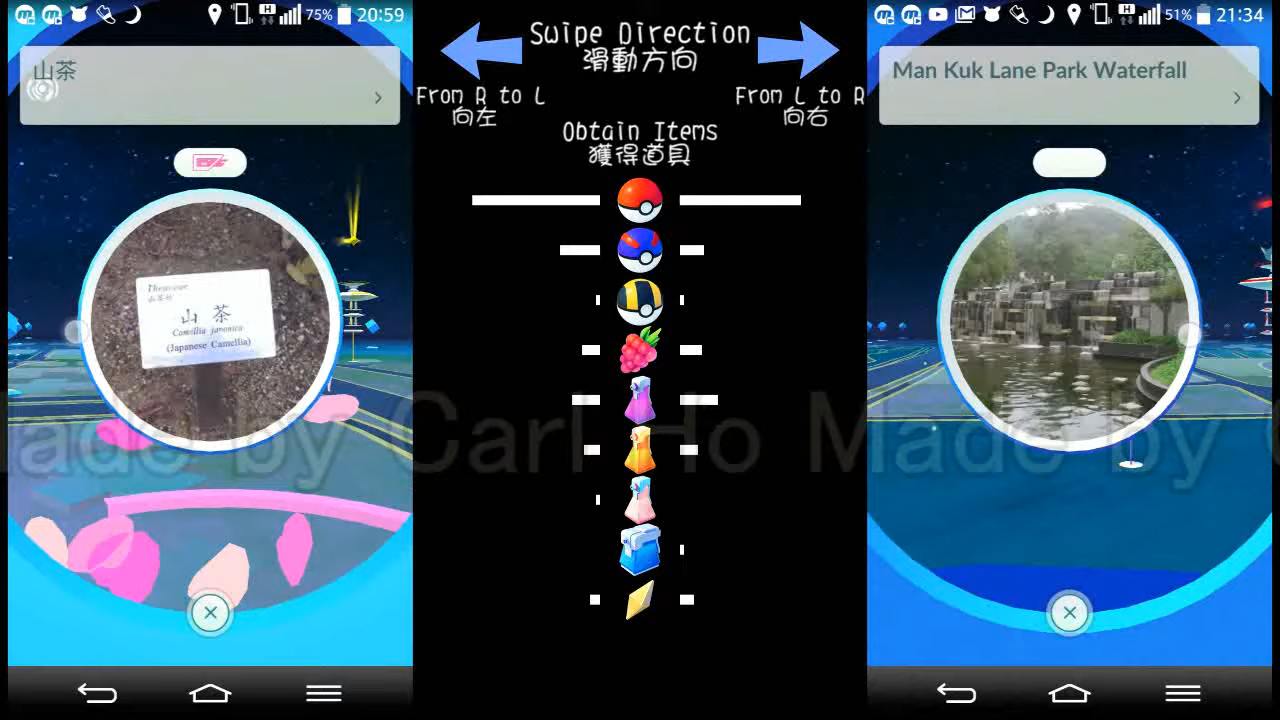 75% 20:59
山茶
山茶
Camellia japonica
(Japanese Camellia)
Swipe Direction
滑動方向
From R to L
向左
From L to R
向右
Obtain Items
獲得道具
H 51% 21:34
Man Kuk Lane Park Waterfall
Made by Carl Ho Made by